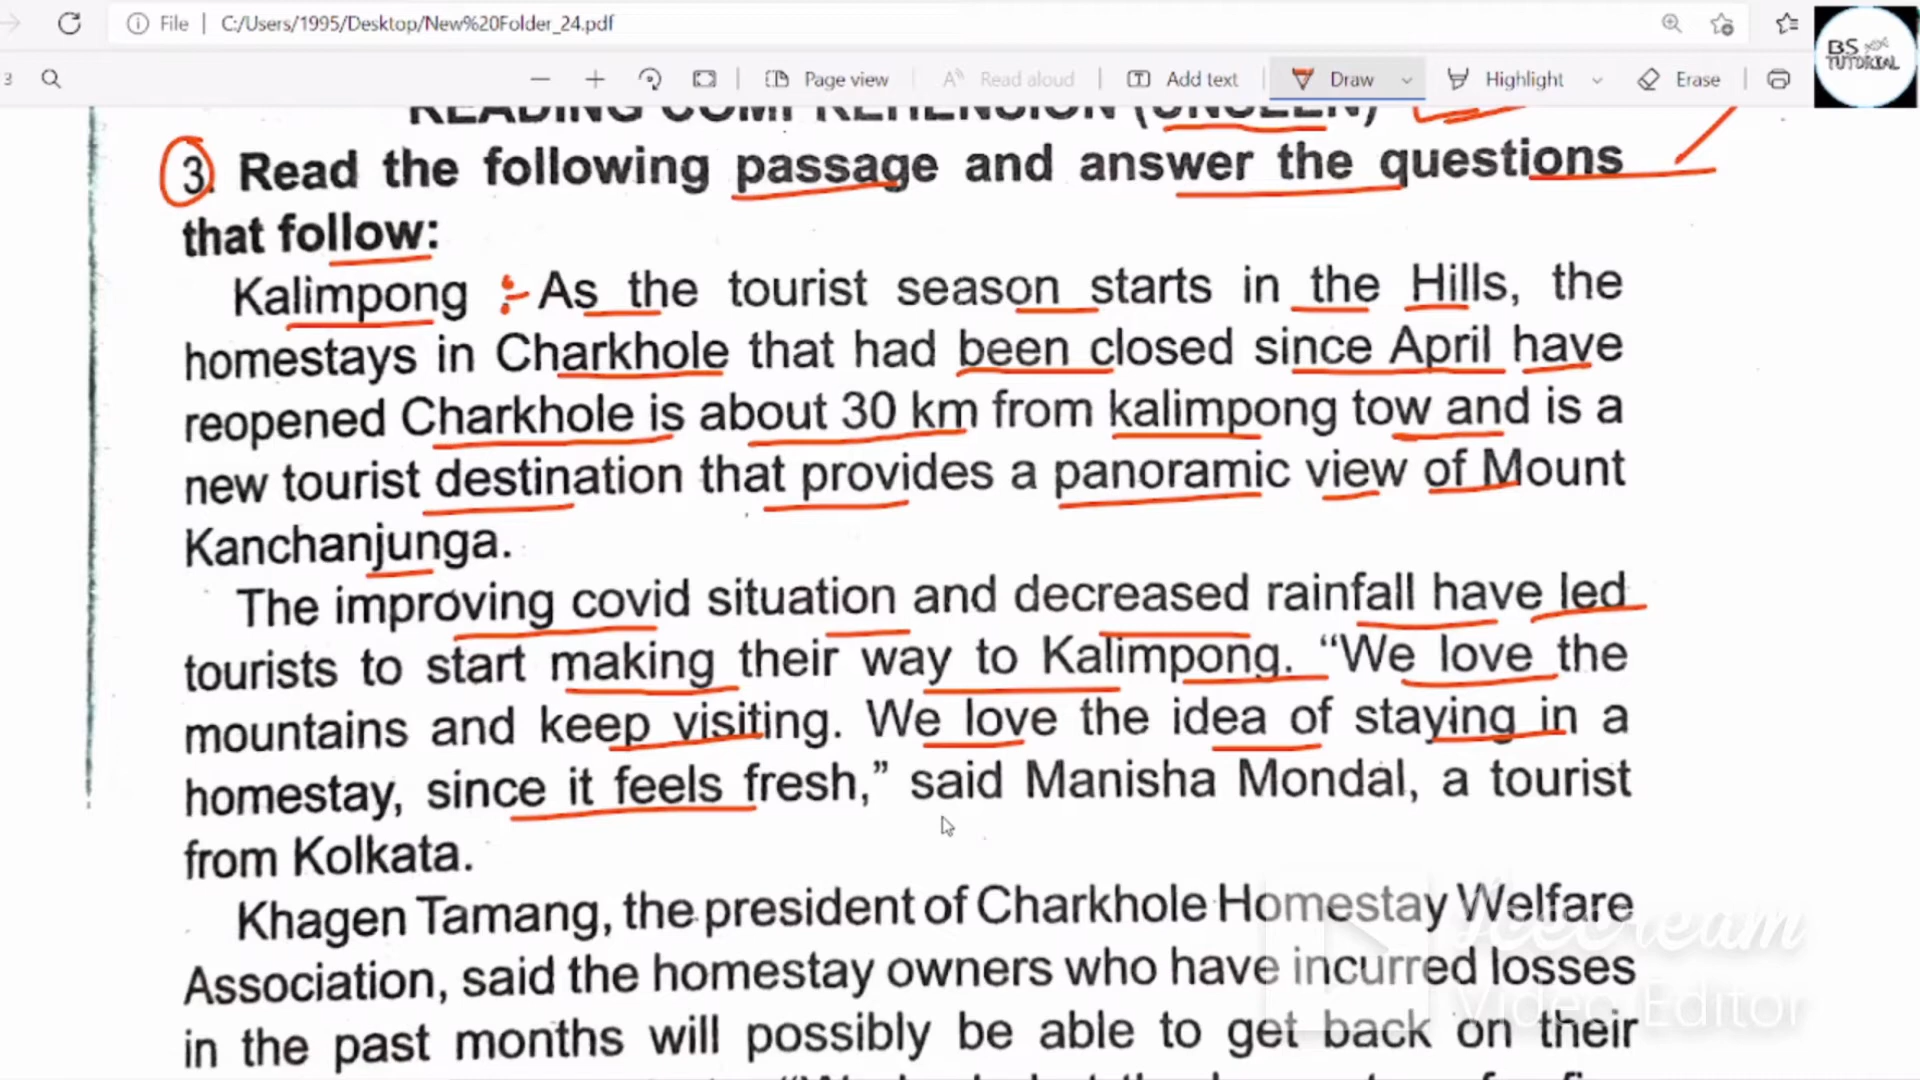 File | C:/Users/1995/Desktop/New%20Folder_24.pdf
BS
TUTORIAL
3 Page view Read aloud Add text Draw Highlight Erase
READING COMPREHENSION (UNSEEN)
3. Read the following passage and answer the questions
that follow:
Kalimpong :- As the tourist season starts in the Hills, the
homestays in Charkhole that had been closed since April have
reopened Charkhole is about 30 km from kalimpong tow and is a
new tourist destination that provides a panoramic view of Mount
Kanchanjunga.
The improving covid situation and decreased rainfall have led
tourists to start making their way to Kalimpong. “We love the
mountains and keep visiting. We love the idea of staying in a
homestay, since it feels fresh,” said Manisha Mondal, a tourist
from Kolkata.
Khagen Tamang, the president of Charkhole Homestay Welfare
Association, said the homestay owners who have incurred losses
in the past months will possibly be able to get back on their
Icecream
Video Editor